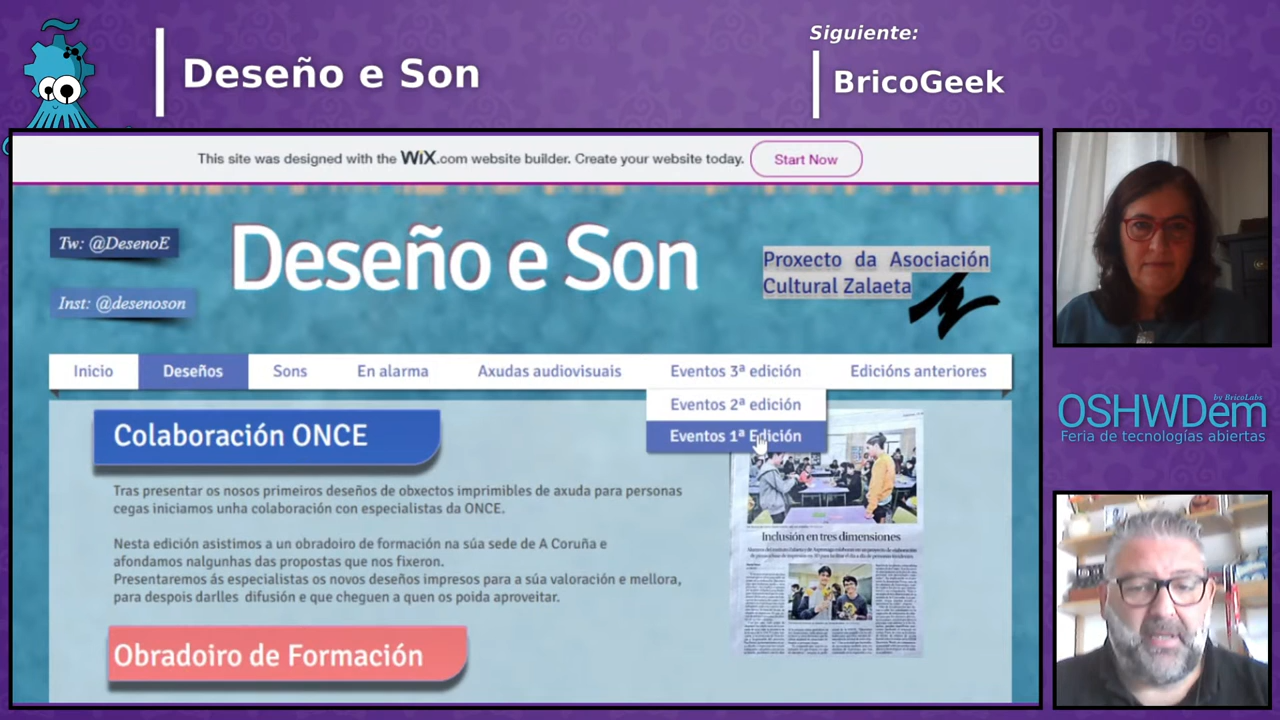 Deseño e Son
Siguiente:
BricoGeek
This site was designed with the WiX.com website builder. Create your website today.
Start Now
Tw: @DesenoE
Inst: @desenoson
Deseño e Son
Proxecto da Asociación
Cultural Zalaeta
Inicio
Deseños
Sons
En alarma
Axudas audiovisuais
Eventos 3ª edición
Edicións anteriores
Eventos 2ª edición
Eventos 1ª Edición
Colaboración ONCE
Tras presentar os nosos primeiros deseños de obxectos imprimibles de axuda para personas
cegas iniciamos unha colaboración con especialistas da ONCE.
Nesta edición asistimos a un obradoiro de formación na súa sede de A Coruña e
afondamos nalgunhas das propostas que nos fixeron.
Presentaremos as especialistas os novos deseños impresos para a súa valoración e mellora,
para despois difusión e que cheguen a quen os poida aproveitar.
Obradoiro de Formación
Inclusión en tres dimensiones
by BricoLabs
OSHWDem
Feria de tecnologías abiertas